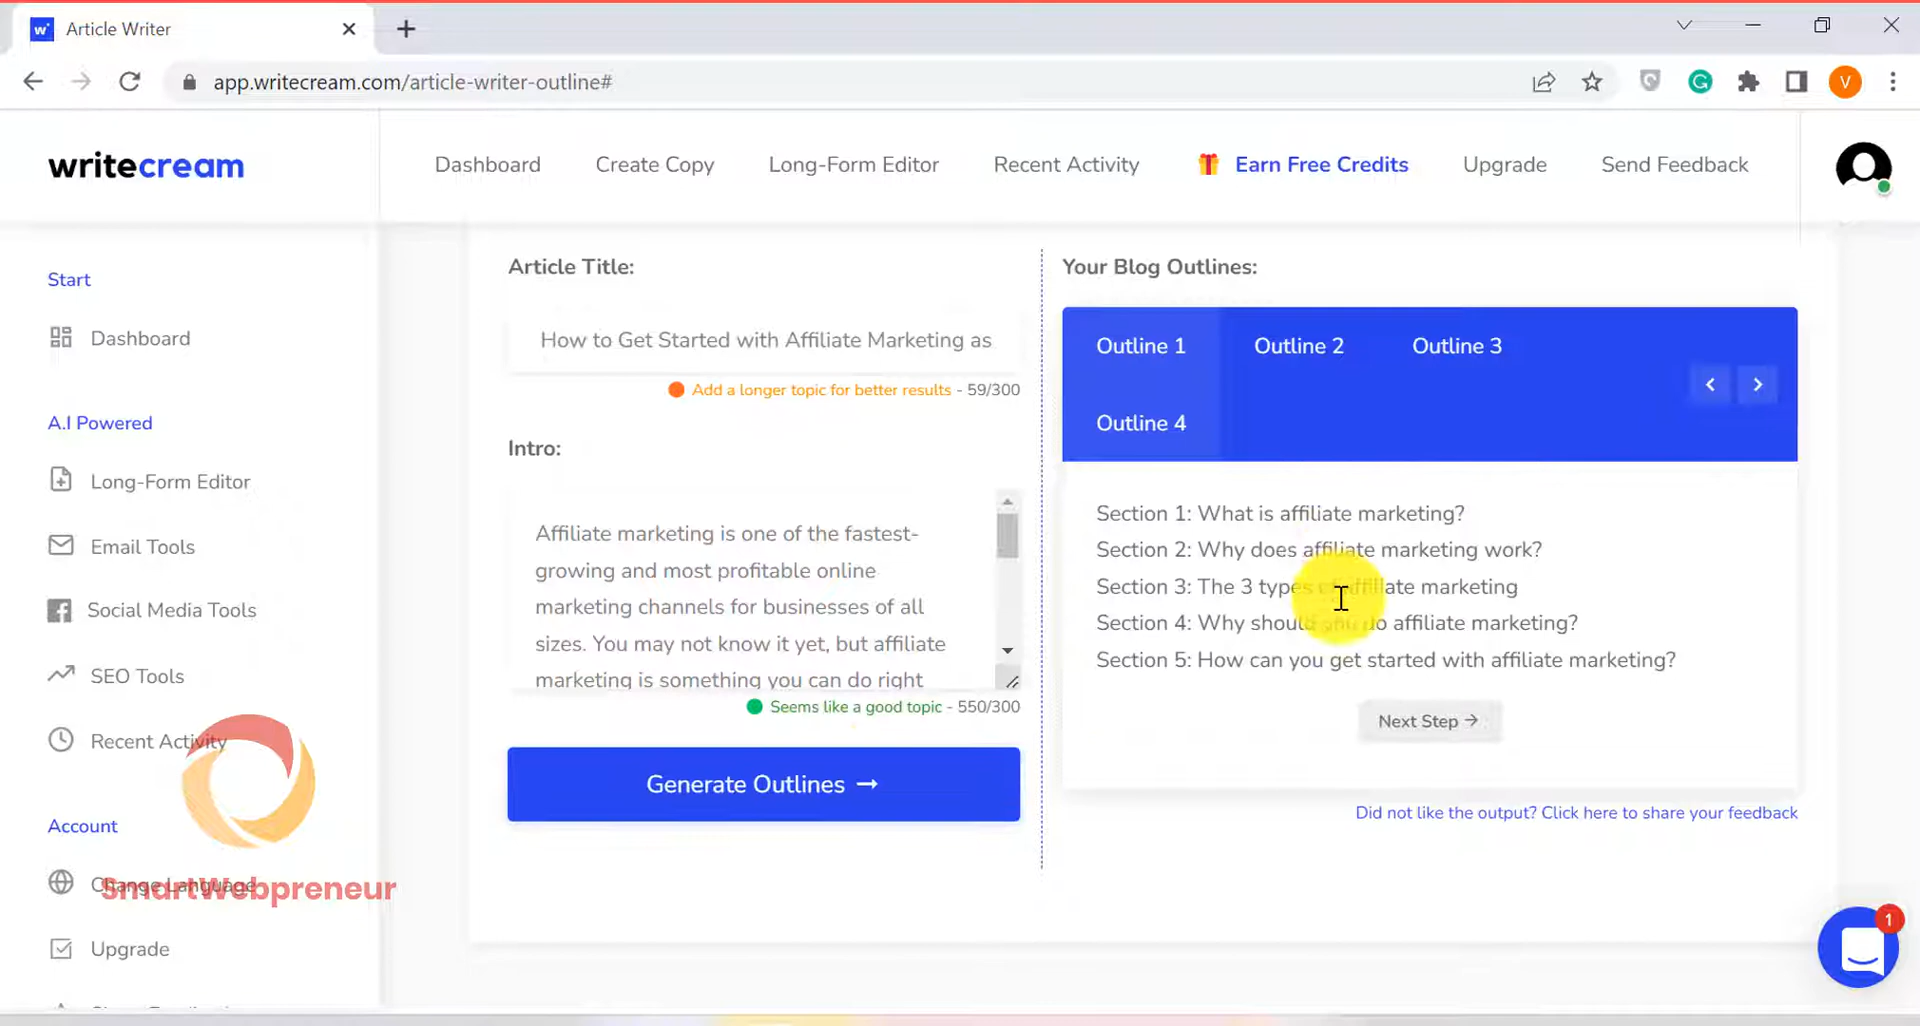 Article Writer
app.writecream.com/article-writer-outline#
V
writecream
Dashboard
Create Copy
Long-Form Editor
Recent Activity
Earn Free Credits
Upgrade
Send Feedback
Start
Dashboard
A.I Powered
Long-Form Editor
Email Tools
Social Media Tools
SEO Tools
Recent Activity
Account
Change Language
SmartWebpreneur
Upgrade
Article Title:
How to Get Started with Affiliate Marketing as
Add a longer topic for better results - 59/300
Intro:
Affiliate marketing is one of the fastest-
growing and most profitable online
marketing channels for businesses of all
sizes. You may not know it yet, but affiliate
marketing is something you can do right
Seems like a good topic - 550/300
Generate Outlines →
Your Blog Outlines:
Outline 1
Outline 2
Outline 3
Outline 4
Section 1: What is affiliate marketing?
Section 2: Why does affiliate marketing work?
Section 3: The 3 types of affiliate marketing
Section 4: Why should you do affiliate marketing?
Section 5: How can you get started with affiliate marketing?
Next Step →
Did not like the output? Click here to share your feedback
1